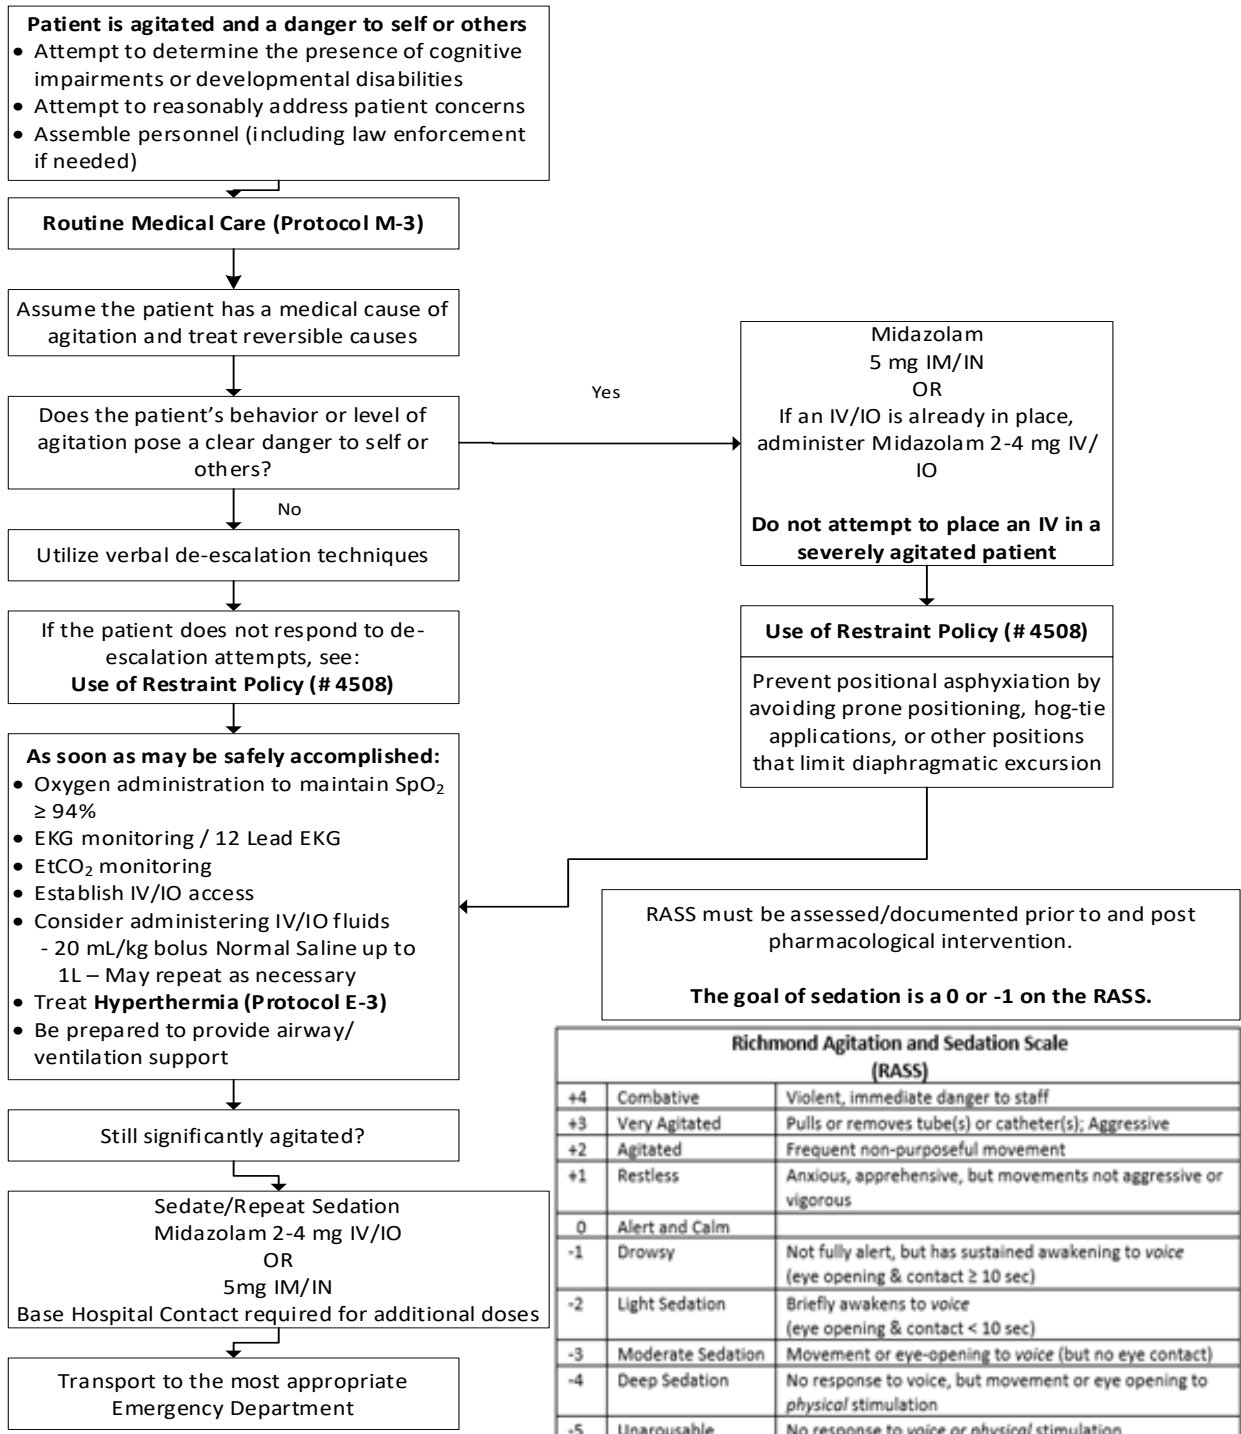 Patient is agitated and a danger to self or others
• Attempt to determine the presence of cognitive
impairments or developmental disabilities
• Attempt to reasonably address patient concerns
• Assemble personnel (including law enforcement
if needed)
Routine Medical Care (Protocol M-3)
Assume the patient has a medical cause of
agitation and treat reversible causes
Does the patient's behavior or level of
agitation pose a clear danger to self or
others?
Yes
No
Midazolam
5 mg IM/IN
OR
If an IV/IO is already in place,
administer Midazolam 2-4 mg IV/
IO
Do not attempt to place an IV in a
severely agitated patient
Utilize verbal de-escalation techniques
If the patient does not respond to de-
escalation attempts, see:
Use of Restraint Policy (# 4508)
Use of Restraint Policy (# 4508)
Prevent positional asphyxiation by
avoiding prone positioning, hog-tie
applications, or other positions
that limit diaphragmatic excursion
As soon as may be safely accomplished:
• Oxygen administration to maintain SpO₂
≥ 94%
• EKG monitoring / 12 Lead EKG
• EtCO₂ monitoring
• Establish IV/IO access
• Consider administering IV/IO fluids
- 20 mL/kg bolus Normal Saline up to
1L – May repeat as necessary
• Treat Hyperthermia (Protocol E-3)
• Be prepared to provide airway/
ventilation support
Still significantly agitated?
Sedate/Repeat Sedation
Midazolam 2-4 mg IV/IO
OR
5mg IM/IN
Base Hospital Contact required for additional doses
Transport to the most appropriate
Emergency Department
RASS must be assessed/documented prior to and post
pharmacological intervention.
The goal of sedation is a 0 or -1 on the RASS.
Richmond Agitation and Sedation Scale
(RASS)
+4 Combative Violent, immediate danger to staff
+3 Very Agitated Pulls or removes tube(s) or catheter(s); Aggressive
+2 Agitated Frequent non-purposeful movement
+1 Restless Anxious, apprehensive, but movements not aggressive or
vigorous
0 Alert and Calm
-1 Drowsy Not fully alert, but has sustained awakening to voice
(eye opening & contact ≥ 10 sec)
-2 Light Sedation Briefly awakens to voice
(eye opening & contact < 10 sec)
-3 Moderate Sedation Movement or eye-opening to voice (but no eye contact)
-4 Deep Sedation No response to voice, but movement or eye opening to
physical stimulation
-5 Unarousable No response to voice or physical stimulation